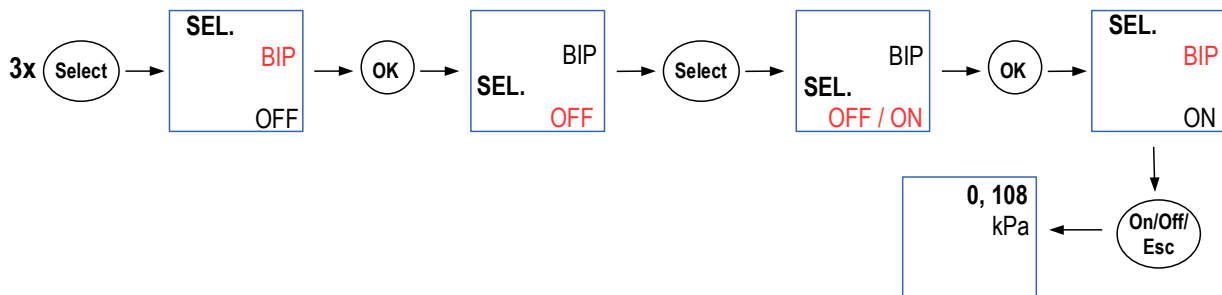 3x
Select
SEL.
BIP
OFF
OK
BIP
SEL.
OFF
Select
BIP
SEL.
OFF / ON
OK
SEL.
BIP
ON
On/Off/
Esc
0, 108
kPa